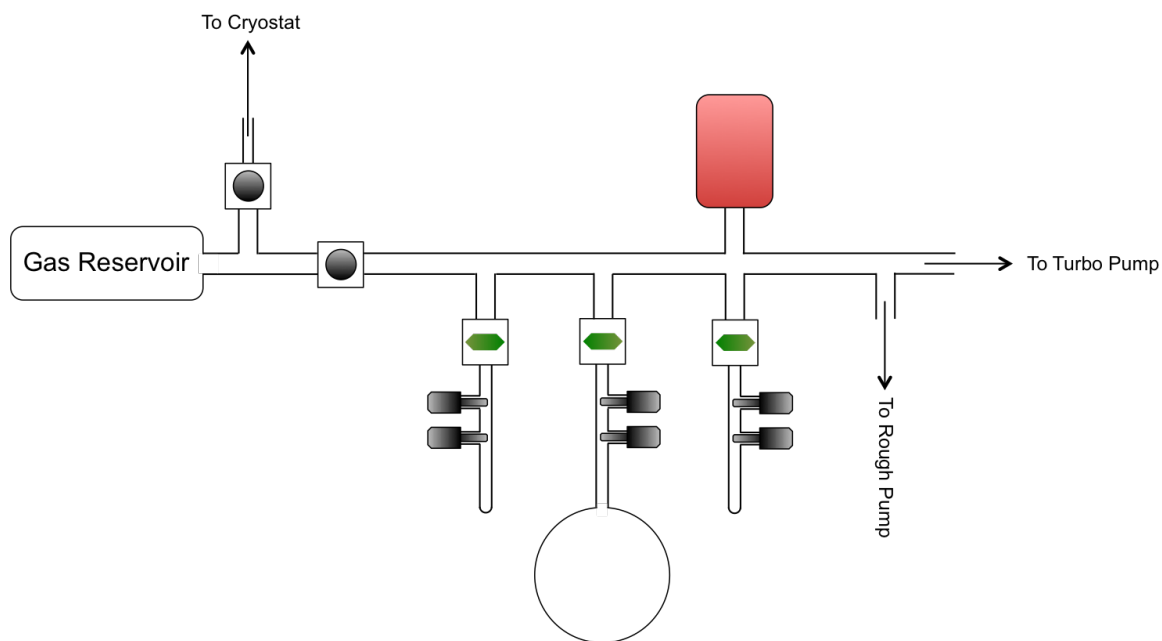 To Cryostat
Gas Reservoir
To Turbo Pump
To Rough Pump